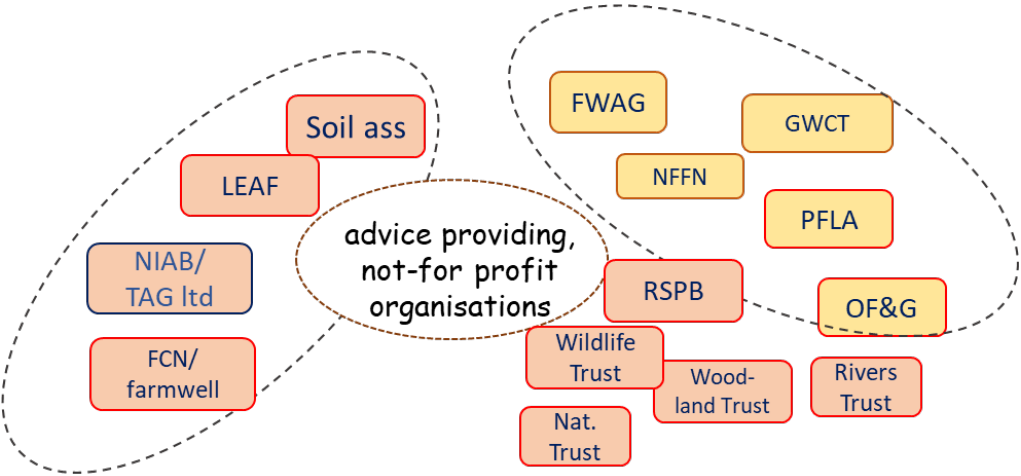 FWAG
GWCT
Soil ass
NFFN
LEAF
PFLA
advice providing,
not-for profit
organisations
NIAB/
TAG ltd
RSPB
OF&G
Wildlife
Trust
FCN/
farmwell
Wood-
land Trust
Rivers
Trust
Nat.
Trust